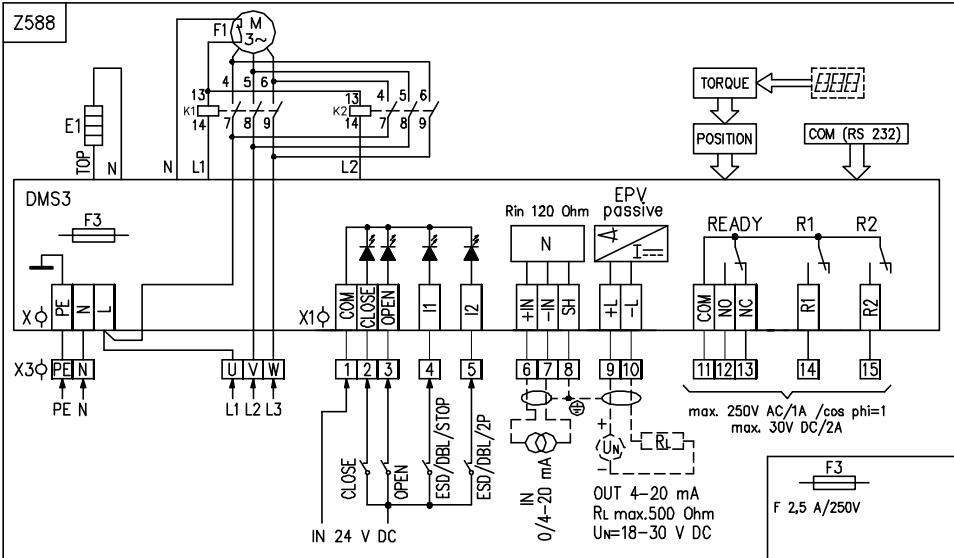 Z588
F1
M
3~
4 5 6
13
K1
14
7 8 9
13
K2
14
4 5 6
7 8 9
E1
TOP
N
N
L1
L2
TORQUE
POSITION
COM (RS 232)
DMS3
F3
Rin 120 Ohm
N
EPV
passive
I
READY
R1
R2
X
PE
N
L
X1
COM
CLOSE
OPEN
I1
I2
+IN
-IN
SH
+L
-L
COM
NO
NC
R1
R2
X3
PE
N
U
V
W
1
2
3
4
5
6
7
8
9
10
11
12
13
14
15
PE N
L1 L2 L3
CLOSE
OPEN
ESD/DBL/STOP
ESD/DBL/2P
IN 24 V DC
IN
0/4-20 mA
+
UN
-
RL
OUT 4-20 mA
RL max.500 Ohm
UN=18-30 V DC
max. 250V AC/1A /cos phi=1
max. 30V DC/2A
F3
F 2,5 A/250V